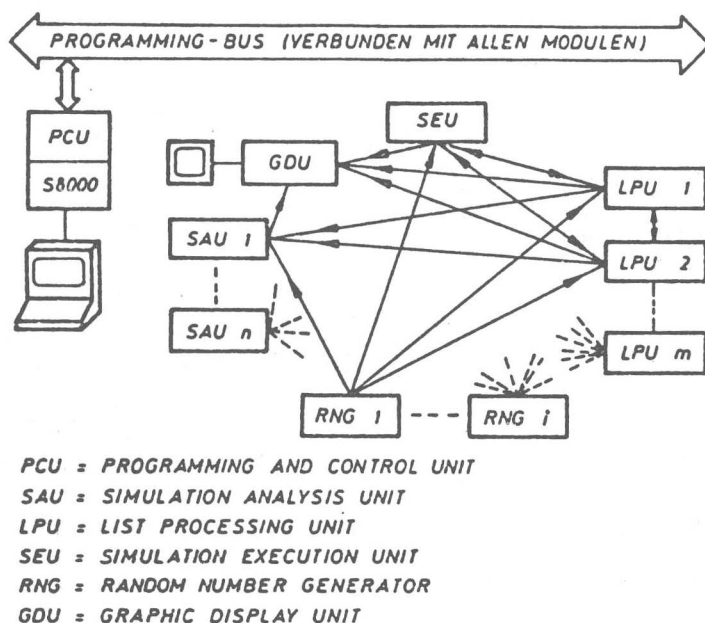 PROGRAMMING-BUS (VERBUNDEN MIT ALLEN MODULEN)
PCU
S8000
GDU
SEU
LPU 1
SAU 1
LPU 2
SAU n
LPU m
RNG 1
RNG i
PCU = PROGRAMMING AND CONTROL UNIT
SAU = SIMULATION ANALYSIS UNIT
LPU = LIST PROCESSING UNIT
SEU = SIMULATION EXECUTION UNIT
RNG = RANDOM NUMBER GENERATOR
GDU = GRAPHIC DISPLAY UNIT